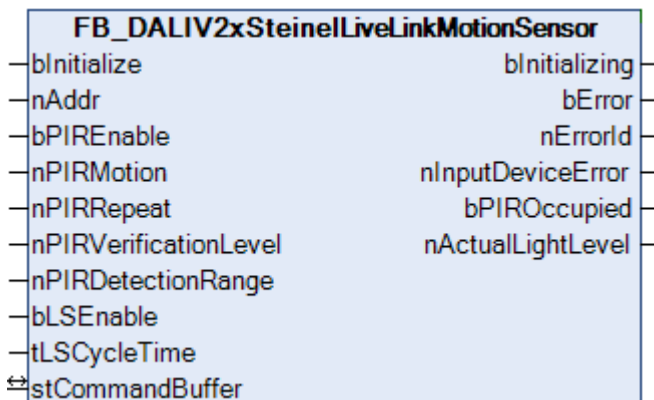 FB_DALIV2xSteinelLiveLinkMotionSensor
bInitialize bInitializing
nAddr bError
bPIREnable nErrorId
nPIRMotion nInputDeviceError
nPIRRepeat bPIROccupied
nPIRVerificationLevel nActualLightLevel
nPIRDetectionRange
bLSEnable
tLSCycleTime
stCommandBuffer